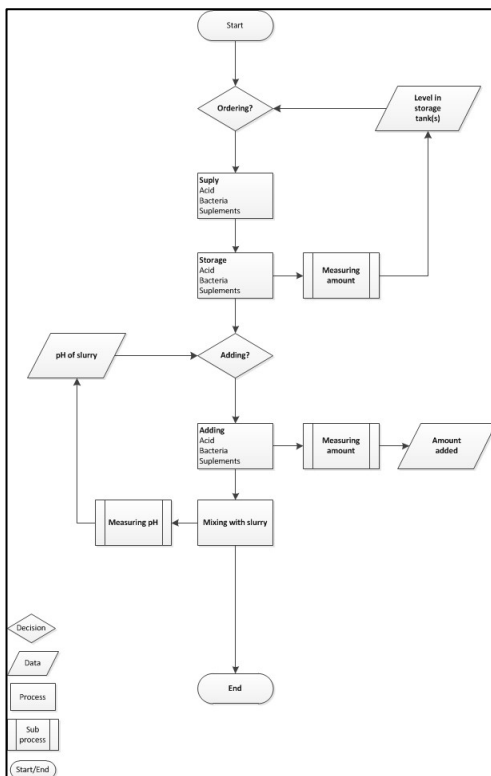 Start
Ordering?
Level in
storage
tank(s)
Suply
Acid
Bacteria
Suplements
Storage
Acid
Bacteria
Suplements
Measuring
amount
pH of slurry
Adding?
Adding
Acid
Bacteria
Suplements
Measuring
amount
Amount
added
Measuring pH
Mixing with slurry
Decision
Data
Process
Sub
process
End
Start/End